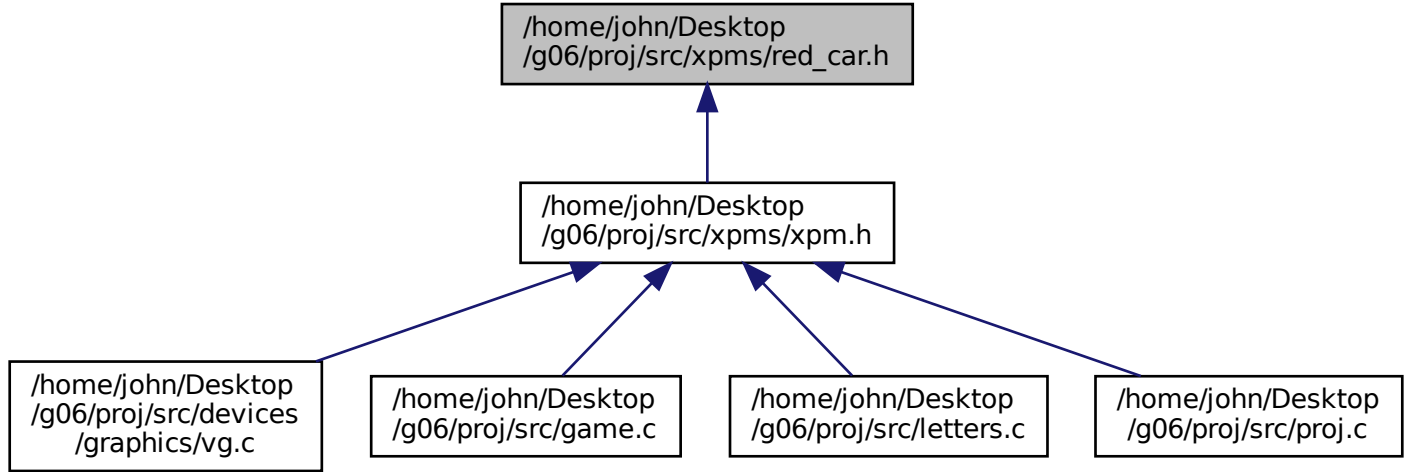 /home/john/Desktop
/g06/proj/src/xpms/red_car.h
/home/john/Desktop
/g06/proj/src/xpms/xpm.h
/home/john/Desktop
/g06/proj/src/devices
/graphics/vg.c
/home/john/Desktop
/g06/proj/src/game.c
/home/john/Desktop
/g06/proj/src/letters.c
/home/john/Desktop
/g06/proj/src/proj.c